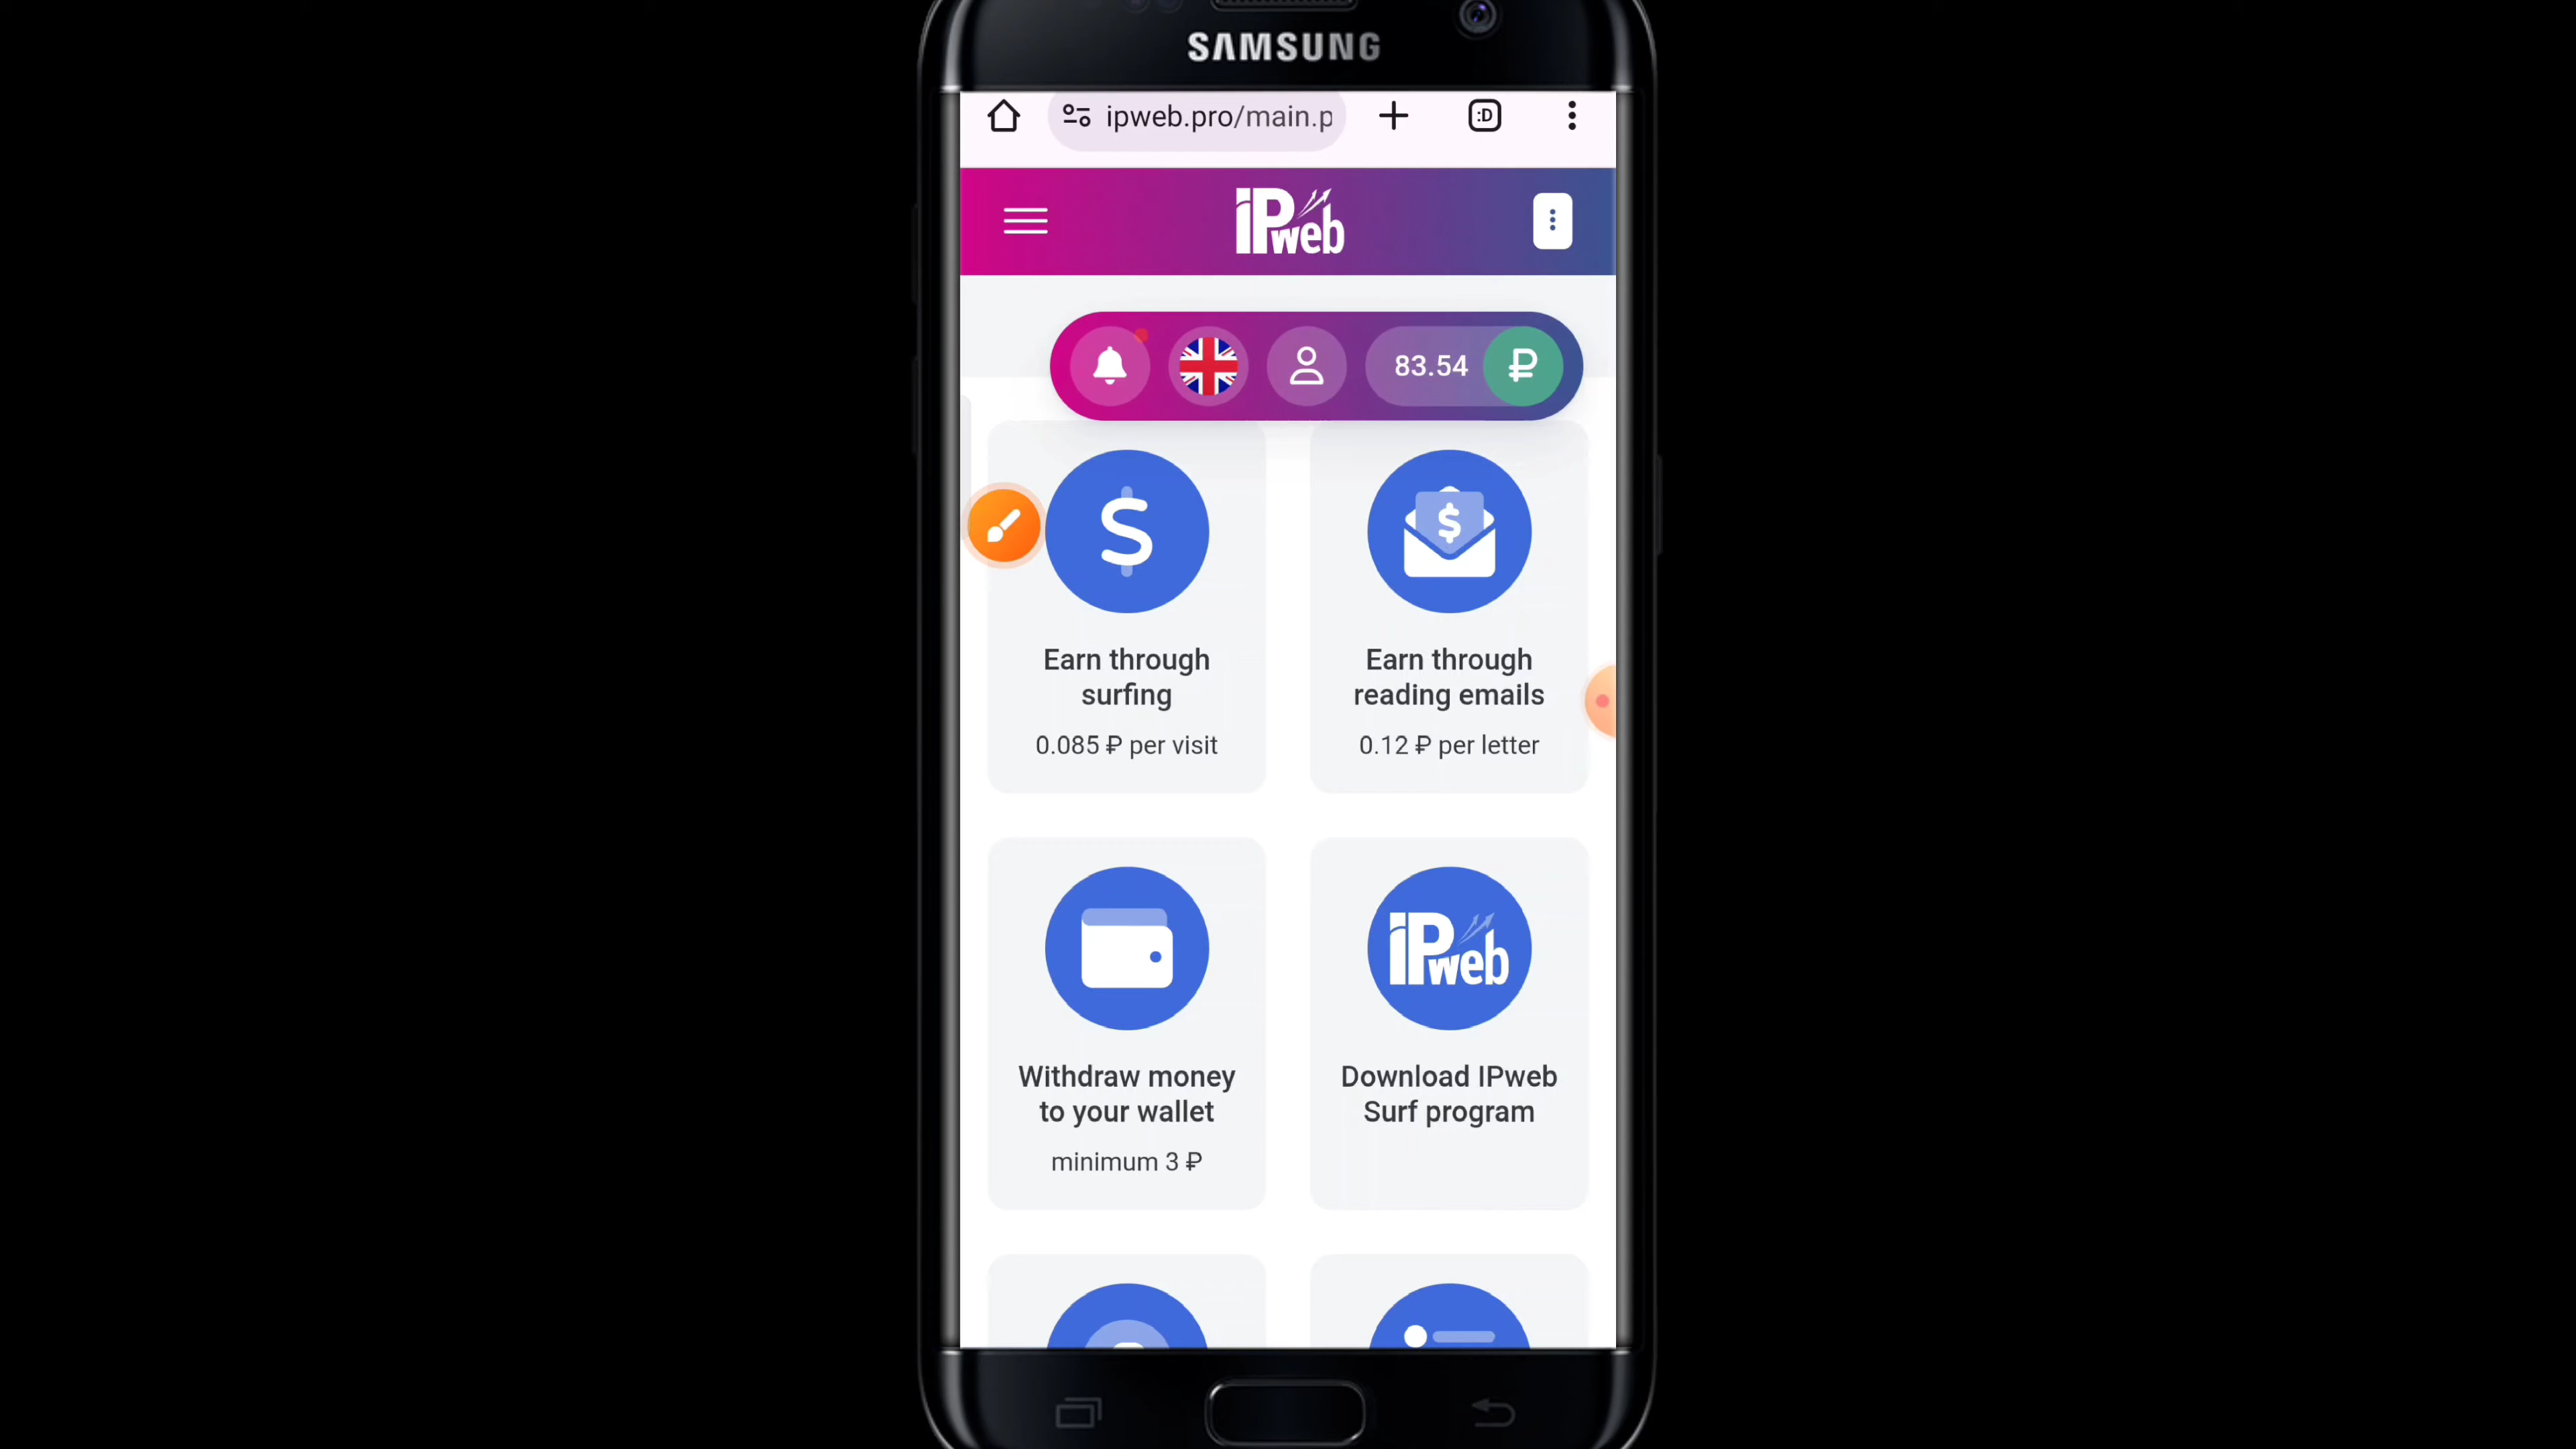 SAMSUNG
ipweb.pro/main.p
:D
iPweb
83.54 ₽
Earn through
surfing
0.085 ₽ per visit
Earn through
reading emails
0.12 ₽ per letter
Withdraw money
to your wallet
minimum 3 ₽
iPweb
Download IPweb
Surf program